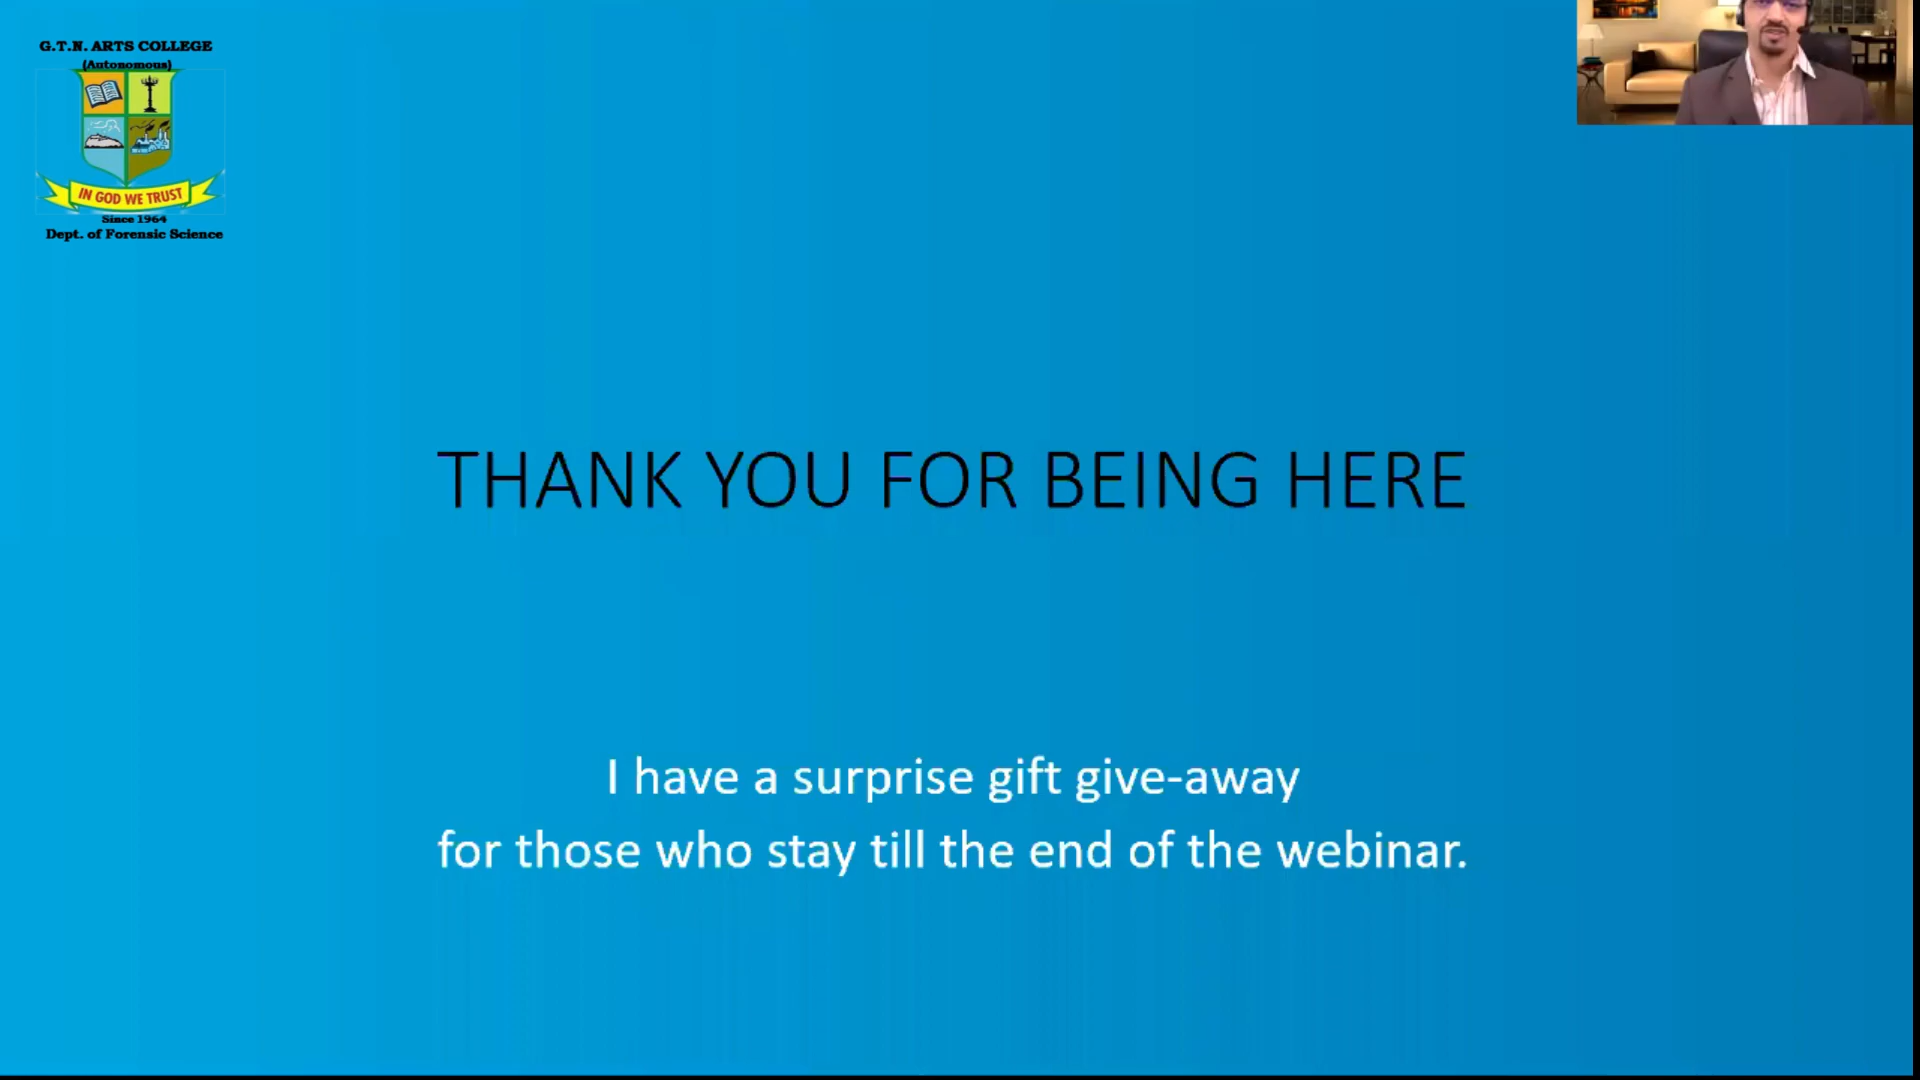 G.T.N. ARTS COLLEGE
(Autonomous)
IN GOD WE TRUST
Since 1964
Dept. of Forensic Science
THANK YOU FOR BEING HERE
I have a surprise gift give-away
for those who stay till the end of the webinar.